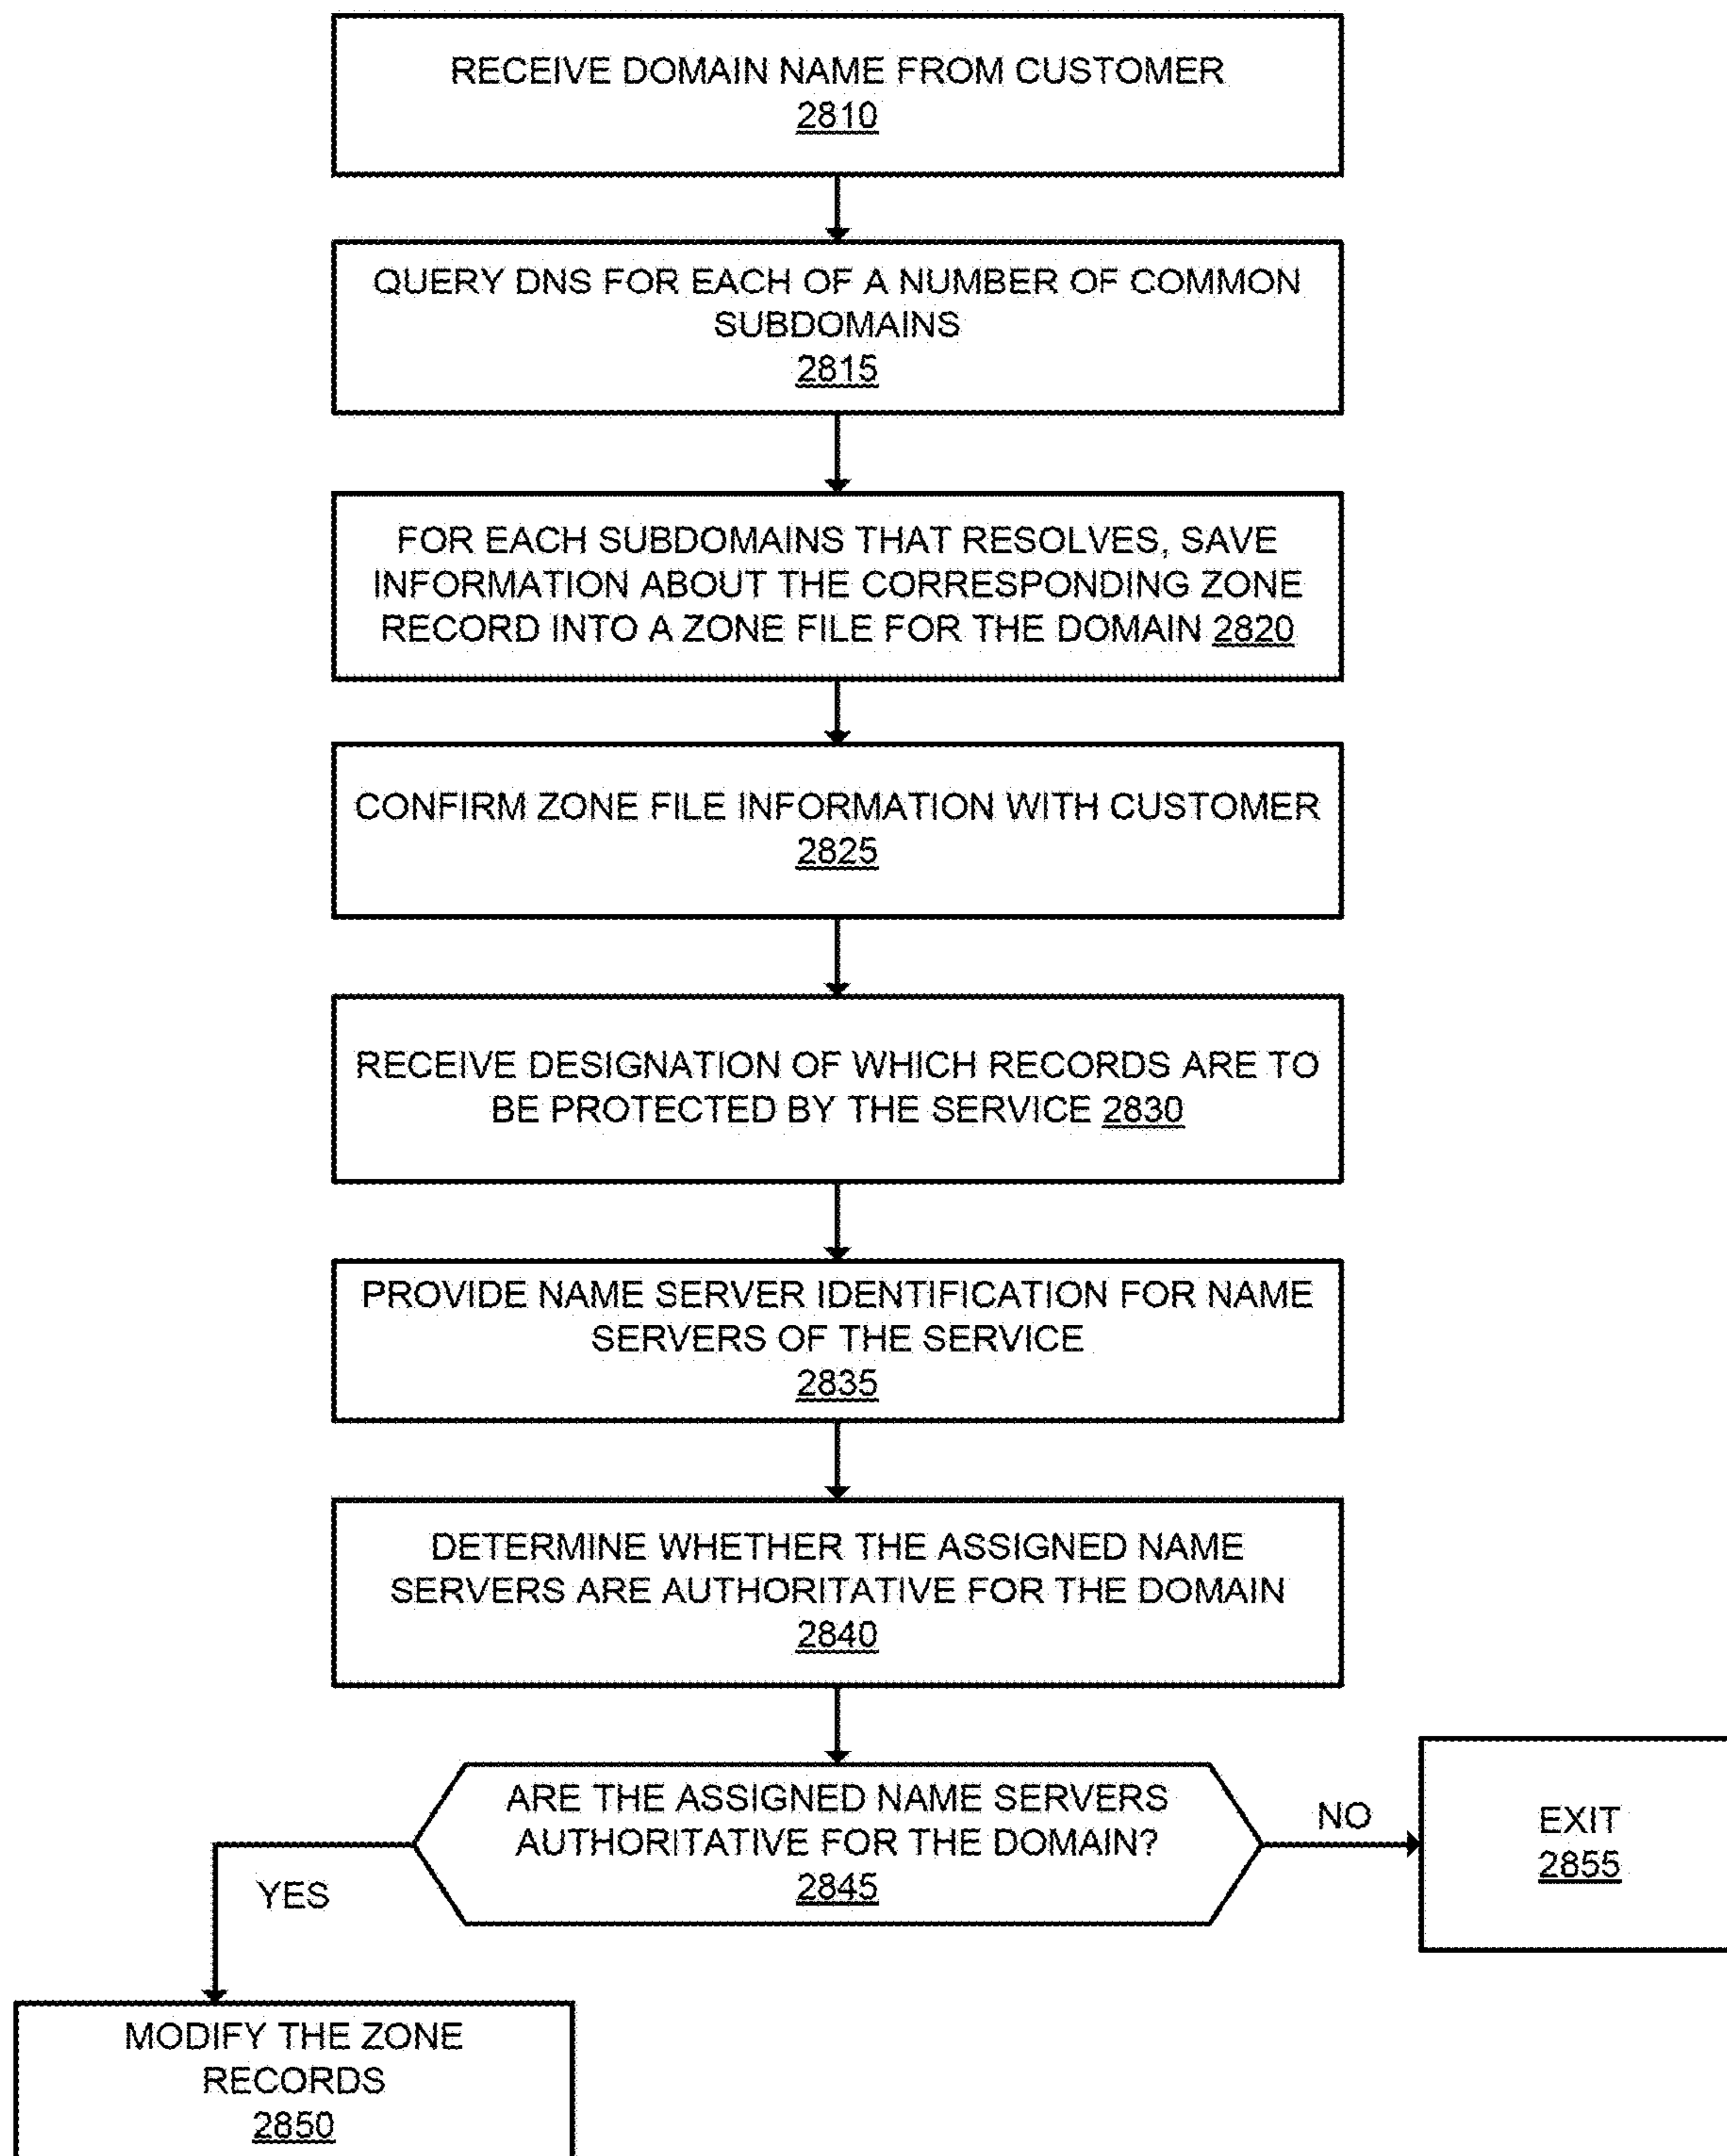 RECEIVE DOMAIN NAME FROM CUSTOMER
2810
QUERY DNS FOR EACH OF A NUMBER OF COMMON
SUBDOMAINS
2815
FOR EACH SUBDOMAINS THAT RESOLVES, SAVE
INFORMATION ABOUT THE CORRESPONDING ZONE
RECORD INTO A ZONE FILE FOR THE DOMAIN 2820
CONFIRM ZONE FILE INFORMATION WITH CUSTOMER
2825
RECEIVE DESIGNATION OF WHICH RECORDS ARE TO
BE PROTECTED BY THE SERVICE 2830
PROVIDE NAME SERVER IDENTIFICATION FOR NAME
SERVERS OF THE SERVICE
2835
DETERMINE WHETHER THE ASSIGNED NAME
SERVERS ARE AUTHORITATIVE FOR THE DOMAIN
2840
ARE THE ASSIGNED NAME SERVERS
AUTHORITATIVE FOR THE DOMAIN?
2845
NO
EXIT
2855
YES
MODIFY THE ZONE
RECORDS
2850